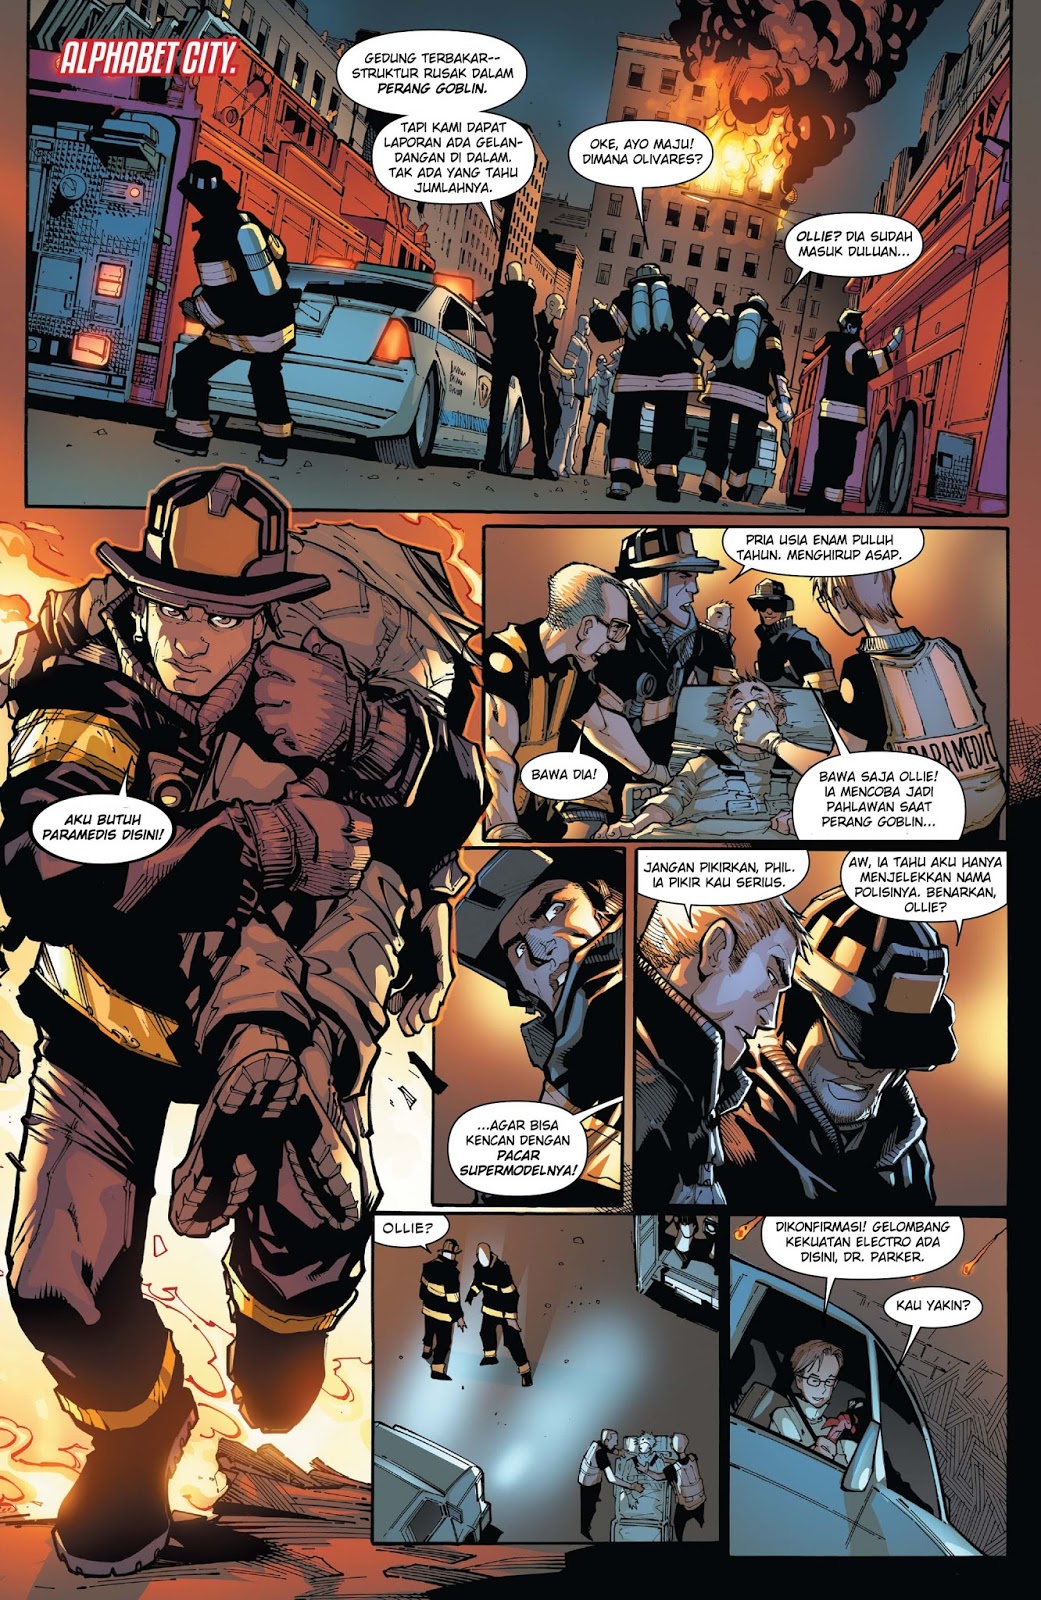 ALPHABET CITY.
GEDUNG TERBAKAR--
STRUKTUR RUSAK DALAM
PERANG GOBLIN.
TAPI KAMI DAPAT
LAPORAN ADA GELAN-
DANGAN DI DALAM.
TAK ADA YANG TAHU
JUMLAHNYA.
OKE, AYO MAJU!
DIMANA OLIVARES?
OLLIE? DIA SUDAH
MASUK DULUAN...
AKU BUTUH
PARAMEDIS DISINI!
PRIA USIA ENAM PULUH
TAHUN. MENGHIRUP ASAP.
BAWA DIA!
PARAMEDIC
BAWA SAJA OLLIE!
IA MENCOBA JADI
PAHLAWAN SAAT
PERANG GOBLIN...
...AGAR BISA
KENCAN DENGAN
PACAR
SUPERMODELNYA!
JANGAN PIKIRKAN, PHIL.
IA PIKIR KAU SERIUS.
AW, IA TAHU AKU HANYA
MENJELEKKAN NAMA
POLISINYA. BENARKAN,
OLLIE?
OLLIE?
DIKONFIRMASI! GELOMBANG
KEKUATAN ELECTRO ADA
DISINI, DR. PARKER.
KAU YAKIN?